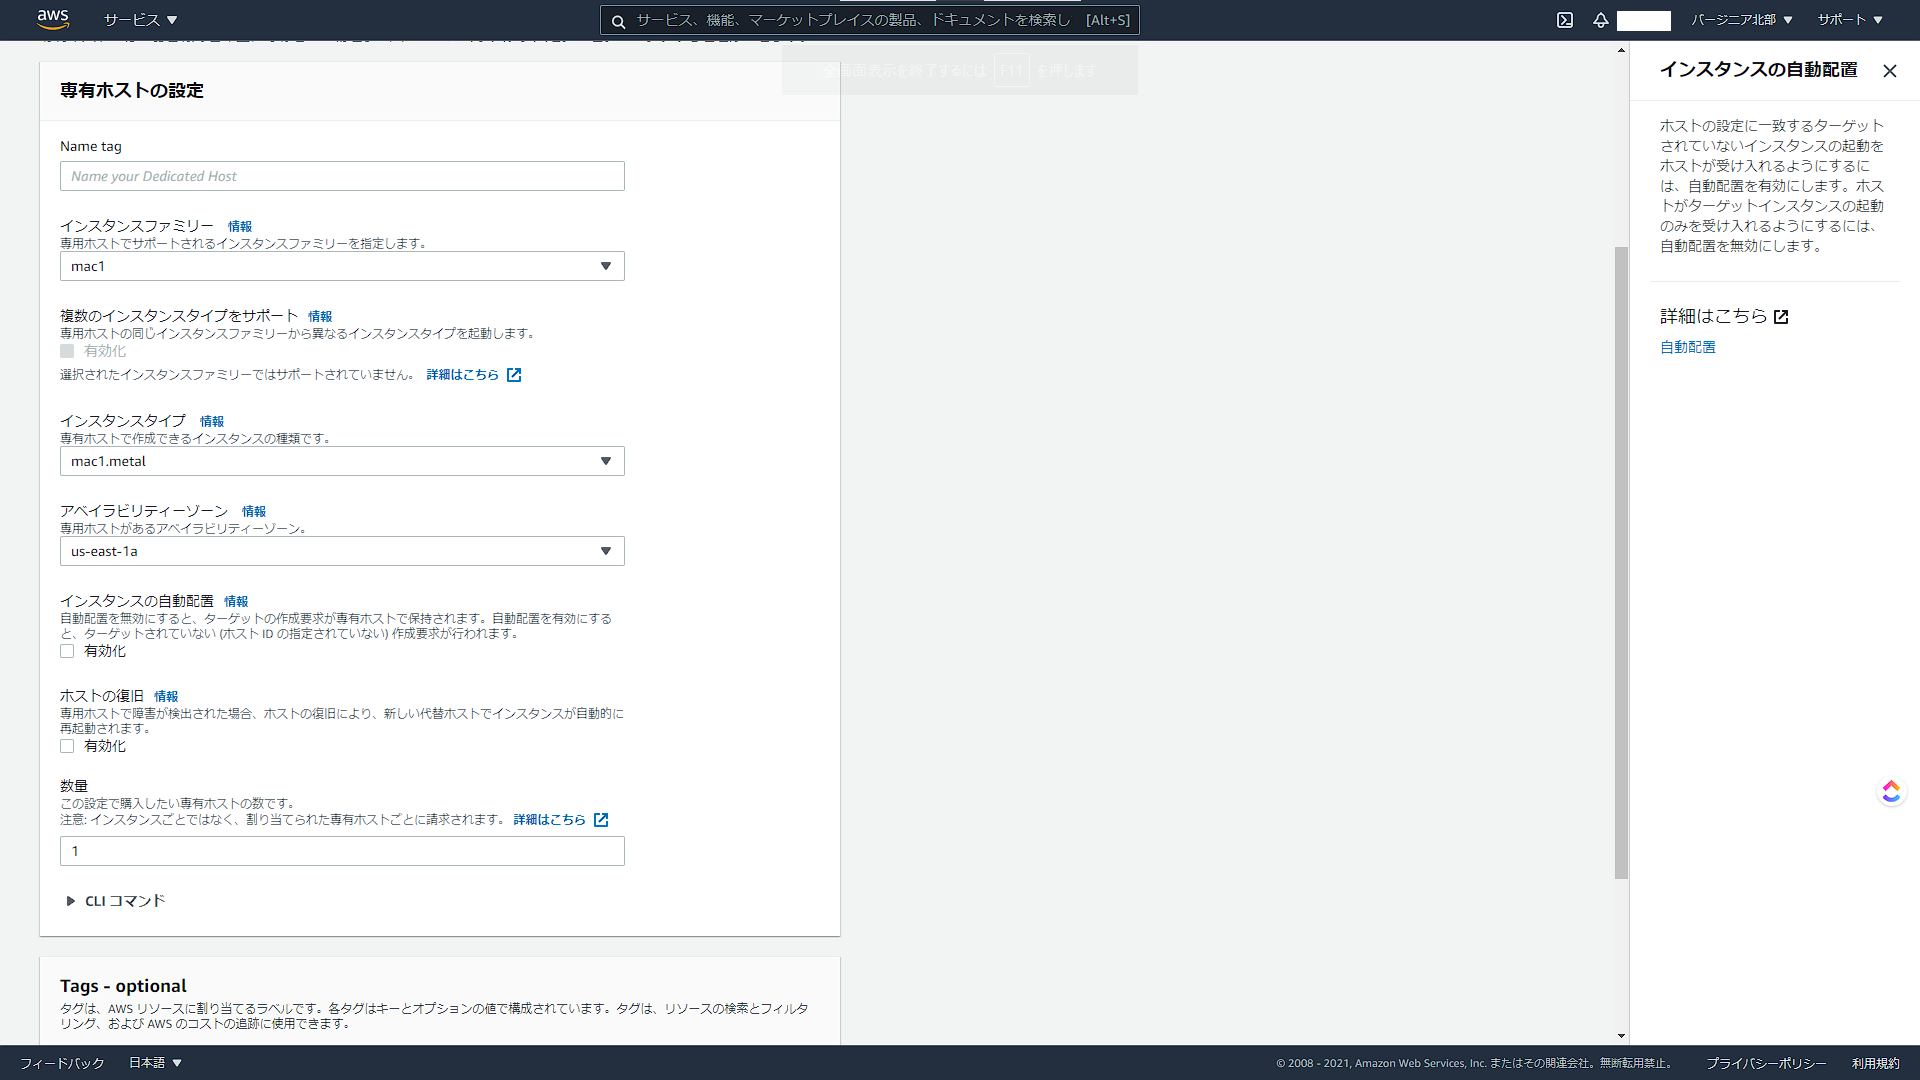 aws
サービス ▼
サービス、機能、マーケットプレイスの製品、ドキュメントを検索し [Alt+S]
バージニア北部 ▼
サポート ▼
全画面表示を終了するには F11 を押します
専有ホストの設定
Name tag
Name your Dedicated Host
インスタンスファミリー 情報
専用ホストでサポートされるインスタンスファミリーを指定します。
mac1
複数のインスタンスタイプをサポート 情報
専用ホストの同じインスタンスファミリーから異なるインスタンスタイプを起動します。
有効化
選択されたインスタンスファミリーではサポートされていません。 詳細はこちら
インスタンスタイプ 情報
専有ホストで作成できるインスタンスの種類です。
mac1.metal
アベイラビリティーゾーン 情報
専用ホストがあるアベイラビリティーゾーン。
us-east-1a
インスタンスの自動配置 情報
自動配置を無効にすると、ターゲットの作成要求が専有ホストで保持されます。自動配置を有効にする
と、ターゲットされていない (ホスト ID の指定されていない) 作成要求が行われます。
有効化
ホストの復旧 情報
専用ホストで障害が検出された場合、ホストの復旧により、新しい代替ホストでインスタンスが自動的に
再起動されます。
有効化
数量
この設定で購入したい専有ホストの数です。
注意: インスタンスごとではなく、割り当てられた専有ホストごとに請求されます。 詳細はこちら
1
CLI コマンド
Tags - optional
タグは、AWS リソースに割り当てるラベルです。各タグはキーとオプションの値で構成されています。タグは、リソースの検索とフィルタ
リング、および AWS のコストの追跡に使用できます。
インスタンスの自動配置
ホストの設定に一致するターゲット
されていないインスタンスの起動を
ホストが受け入れるようにするに
は、自動配置を有効にします。ホス
トがターゲットインスタンスの起動
のみを受け入れるようにするには、
自動配置を無効にします。
詳細はこちら
自動配置
フィードバック
日本語 ▼
© 2008 - 2021, Amazon Web Services, Inc. またはその関連会社。無断転用禁止。
プライバシーポリシー
利用規約